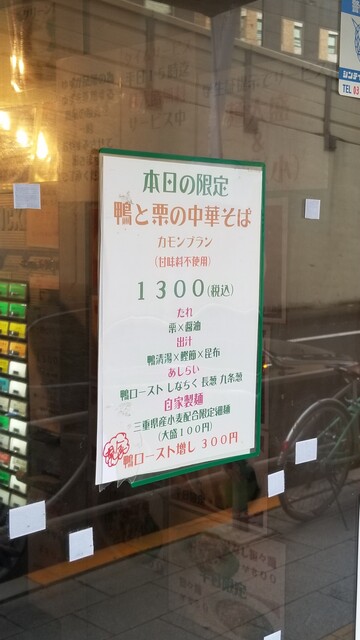 本日の限定
鴨と栗の中華そば
カモンブラン
(甘味料不使用)
1300(税込)
たれ
栗×醤油
出汁
鴨清湯×鰹節×昆布
あしらい
鴨ロースト しなちく 長葱 九条葱
自家製麺
三重県産小麦配合限定細麺
(大盛100円)
鴨ロースト増し 300円
TEL 03